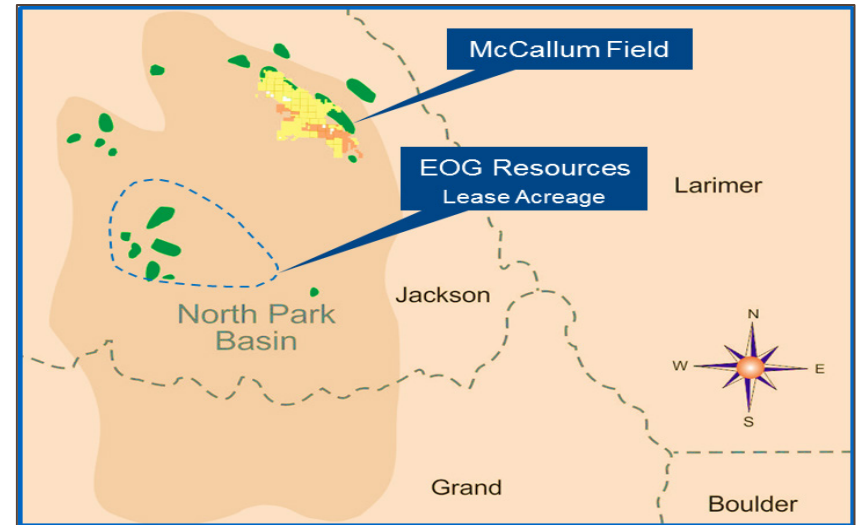 McCallum Field
EOG Resources
Lease Acreage
Larimer
Jackson
North Park
Basin
N
W
E
S
Grand
Boulder